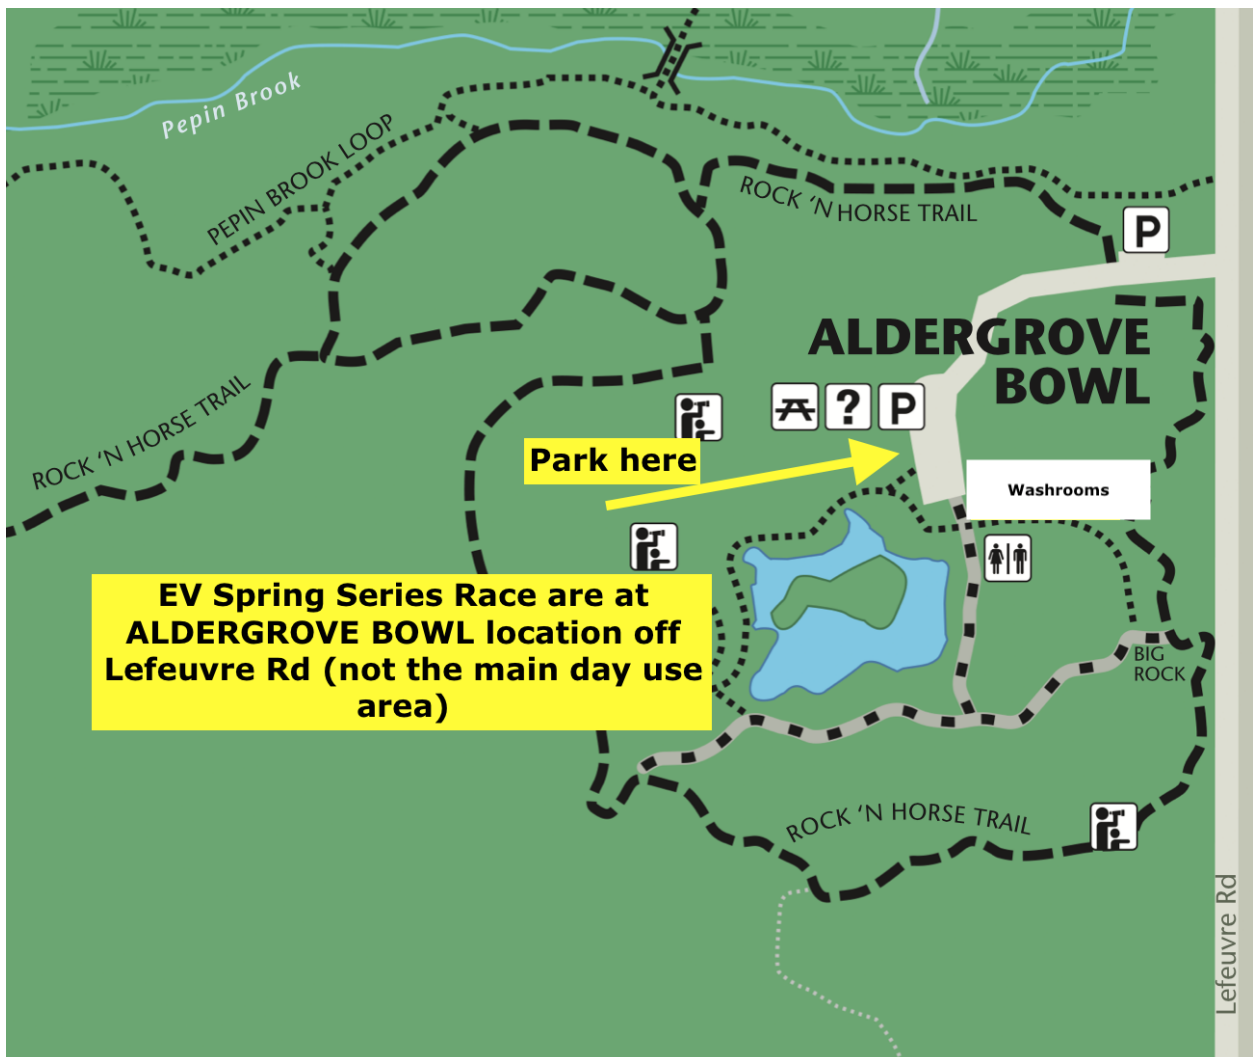 Pepin Brook
PEPIN BROOK LOOP
ROCK ‘N HORSE TRAIL
P
ALDERGROVE
BOWL
ROCK ‘N HORSE TRAIL
? P
Park here
Washrooms
EV Spring Series Race are at
ALDERGROVE BOWL location off
Lefeuvre Rd (not the main day use
area)
BIG
ROCK
ROCK ‘N HORSE TRAIL
Lefeuvre Rd